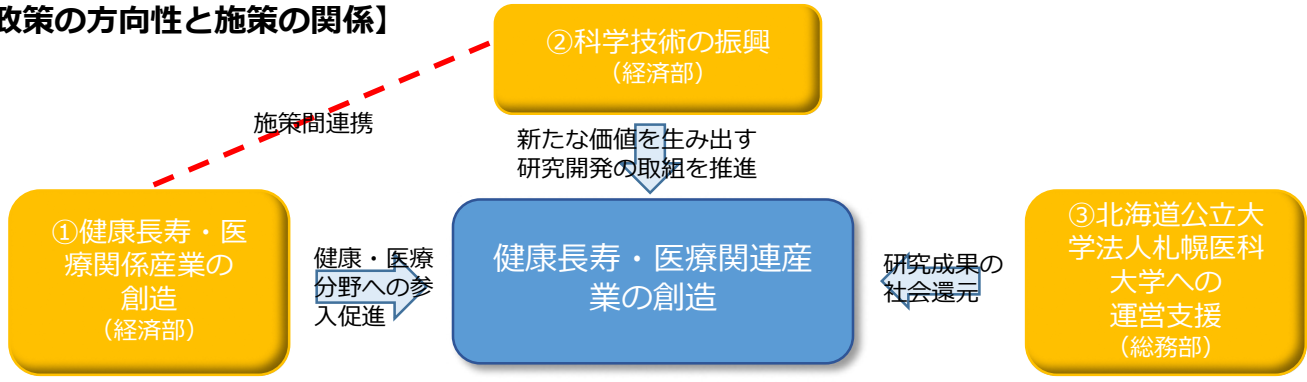 政策の方向性と施策の関係】
②科学技術の振興
（経済部）
施策間連携
新たな価値を生み出す
研究開発の取組を推進
①健康長寿・医
療関係産業の
創造
（経済部）
健康・医療
分野への参
入促進
健康長寿・医療関連産
業の創造
研究成果の
社会還元
③北海道公立大
学法人札幌医科
大学への
運営支援
（総務部）